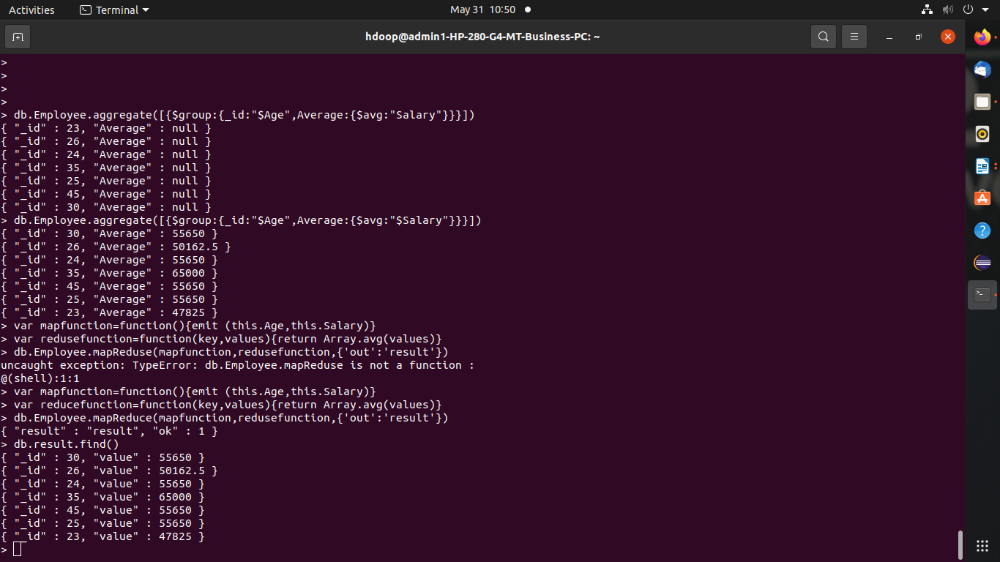 Activities
Terminal
May 31 10:50
hdoop@admin1-HP-280-G4-MT-Business-PC: ~
>
>
>
>
> db.Employee.aggregate([{$group:{_id:"$Age",Average:{$avg:"Salary"}}}])
{ "_id" : 23, "Average" : null }
{ "_id" : 26, "Average" : null }
{ "_id" : 24, "Average" : null }
{ "_id" : 35, "Average" : null }
{ "_id" : 25, "Average" : null }
{ "_id" : 45, "Average" : null }
{ "_id" : 30, "Average" : null }
> db.Employee.aggregate([{$group:{_id:"$Age",Average:{$avg:"$Salary"}}}])
{ "_id" : 30, "Average" : 55650 }
{ "_id" : 26, "Average" : 50162.5 }
{ "_id" : 24, "Average" : 55650 }
{ "_id" : 35, "Average" : 65000 }
{ "_id" : 45, "Average" : 55650 }
{ "_id" : 25, "Average" : 55650 }
{ "_id" : 23, "Average" : 47825 }
> var mapfunction=function(){emit (this.Age,this.Salary)}
> var redusefunction=function(key,values){return Array.avg(values)}
> db.Employee.mapReduse(mapfunction,redusefunction,{'out':'result'})
uncaught exception: TypeError: db.Employee.mapReduse is not a function :
@(shell):1:1
> var mapfunction=function(){emit (this.Age,this.Salary)}
> var reducefunction=function(key,values){return Array.avg(values)}
> db.Employee.mapReduce(mapfunction,redusefunction,{'out':'result'})
{ "result" : "result", "ok" : 1 }
> db.result.find()
{ "_id" : 30, "value" : 55650 }
{ "_id" : 26, "value" : 50162.5 }
{ "_id" : 24, "value" : 55650 }
{ "_id" : 35, "value" : 65000 }
{ "_id" : 45, "value" : 55650 }
{ "_id" : 25, "value" : 55650 }
{ "_id" : 23, "value" : 47825 }
>